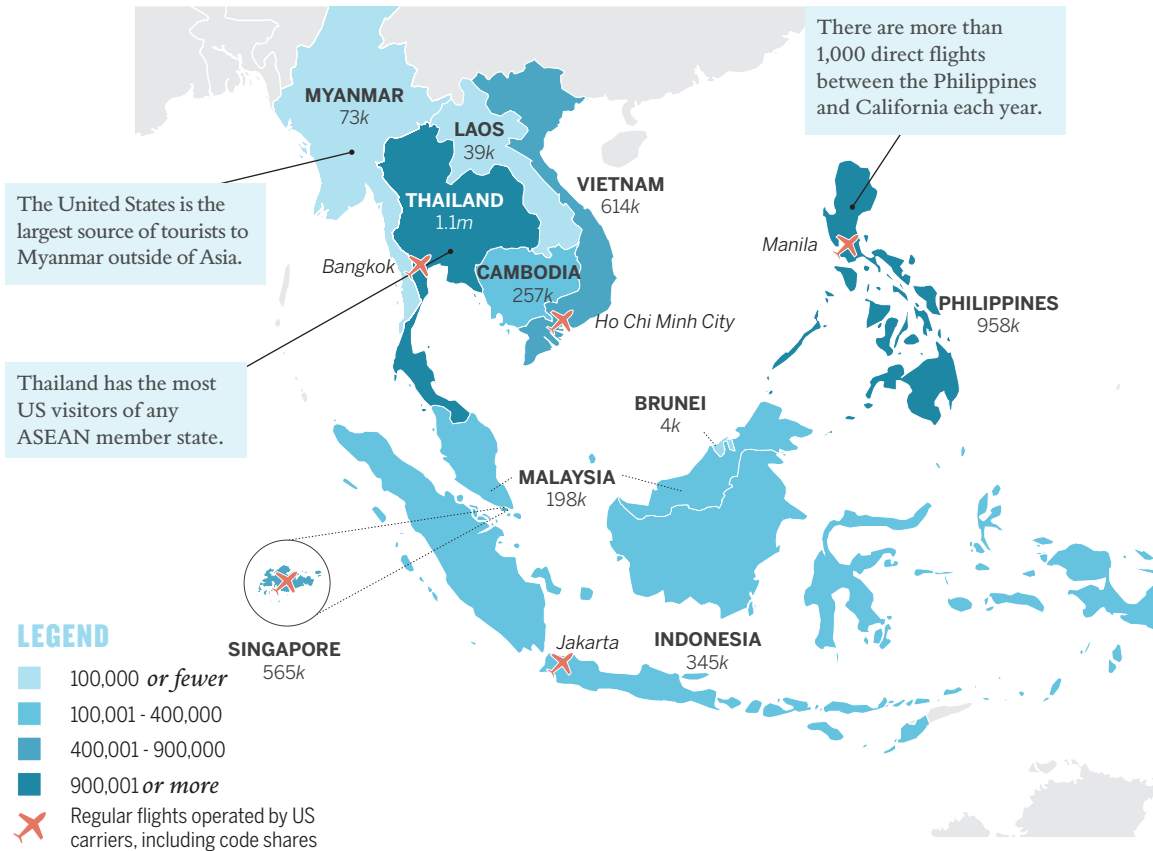 There are more than
1,000 direct flights
between the Philippines
and California each year.
MYANMAR
73k
LAOS
39k
VIETNAM
614k
THAILAND
1.1m
The United States is the
largest source of tourists to
Myanmar outside of Asia.
Manila
Bangkok
CAMBODIA
257k
PHILIPPINES
958k
Ho Chi Minh City
Thailand has the most
US visitors of any
ASEAN member state.
BRUNEI
4k
MALAYSIA
198k
SINGAPORE
565k
Jakarta
INDONESIA
345k
LEGEND
100,000 or fewer
100,001 - 400,000
400,001 - 900,000
900,001 or more
Regular flights operated by US
carriers, including code shares